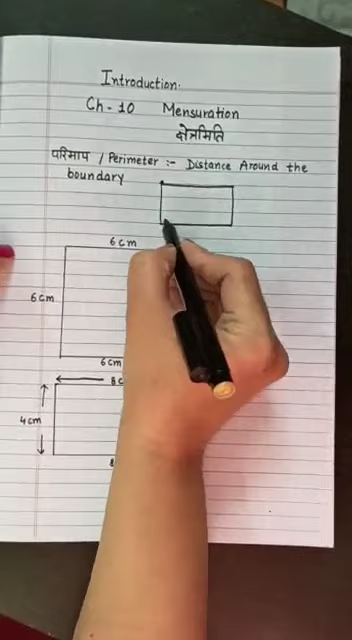 Introduction.
Ch - 10 Mensuration
क्षेत्रमिति
परिमाप / Perimeter :- Distance Around the
boundary
6 cm
6 cm
6 cm
4 cm